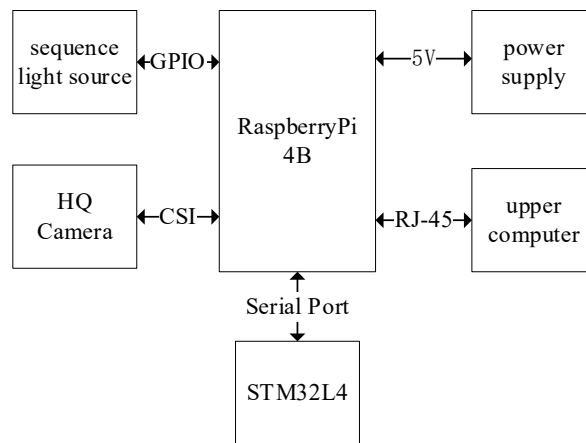 sequence
light source
GPIO
RaspberryPi
4B
5V
power
supply
HQ
Camera
CSI
RJ-45
upper
computer
Serial Port
STM32L4